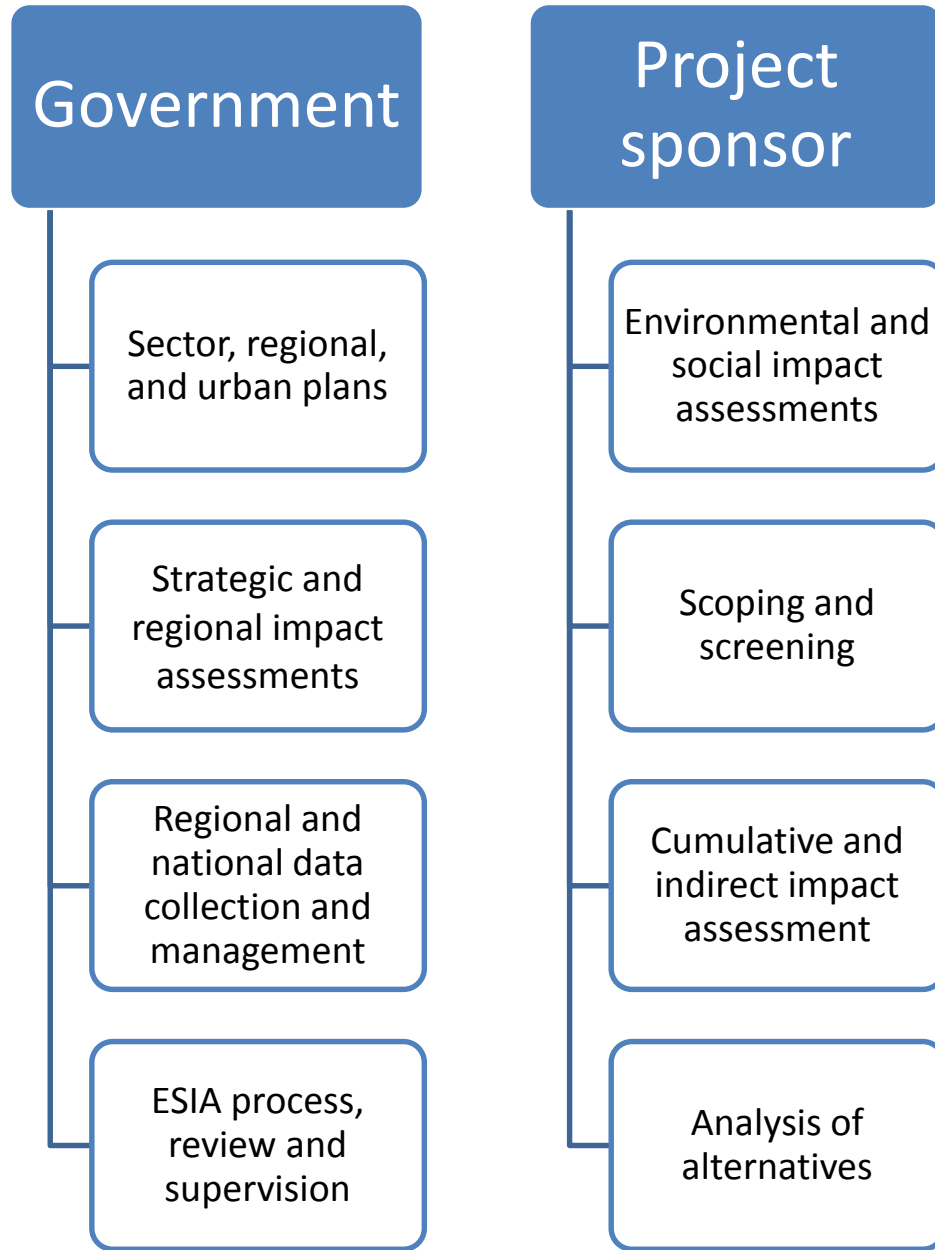 Government
Sector, regional,
and urban plans
Strategic and
regional impact
assessments
Regional and
national data
collection and
management
ESIA process,
review and
supervision
Project
sponsor
Environmental and
social impact
assessments
Scoping and
screening
Cumulative and
indirect impact
assessment
Analysis of
alternatives